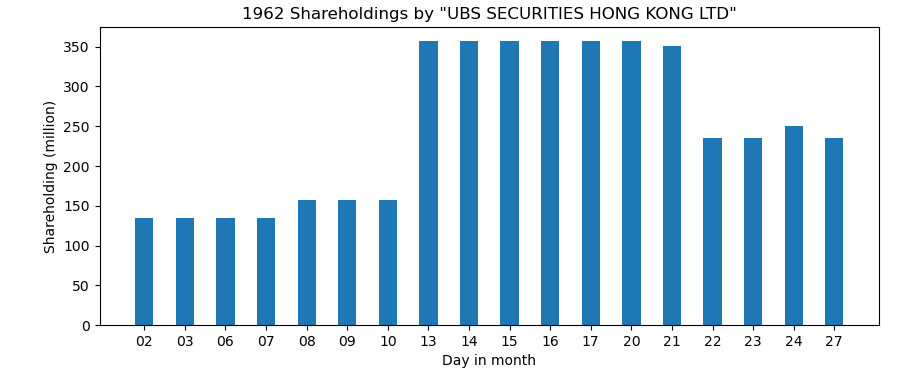 1962 Shareholdings by "UBS SECURITIES HONG KONG LTD"
Shareholding (million)
350
300
250
200
150
100
50
0
02 03 06 07 08 09 10 13 14 15 16 17 20 21 22 23 24 27
Day in month